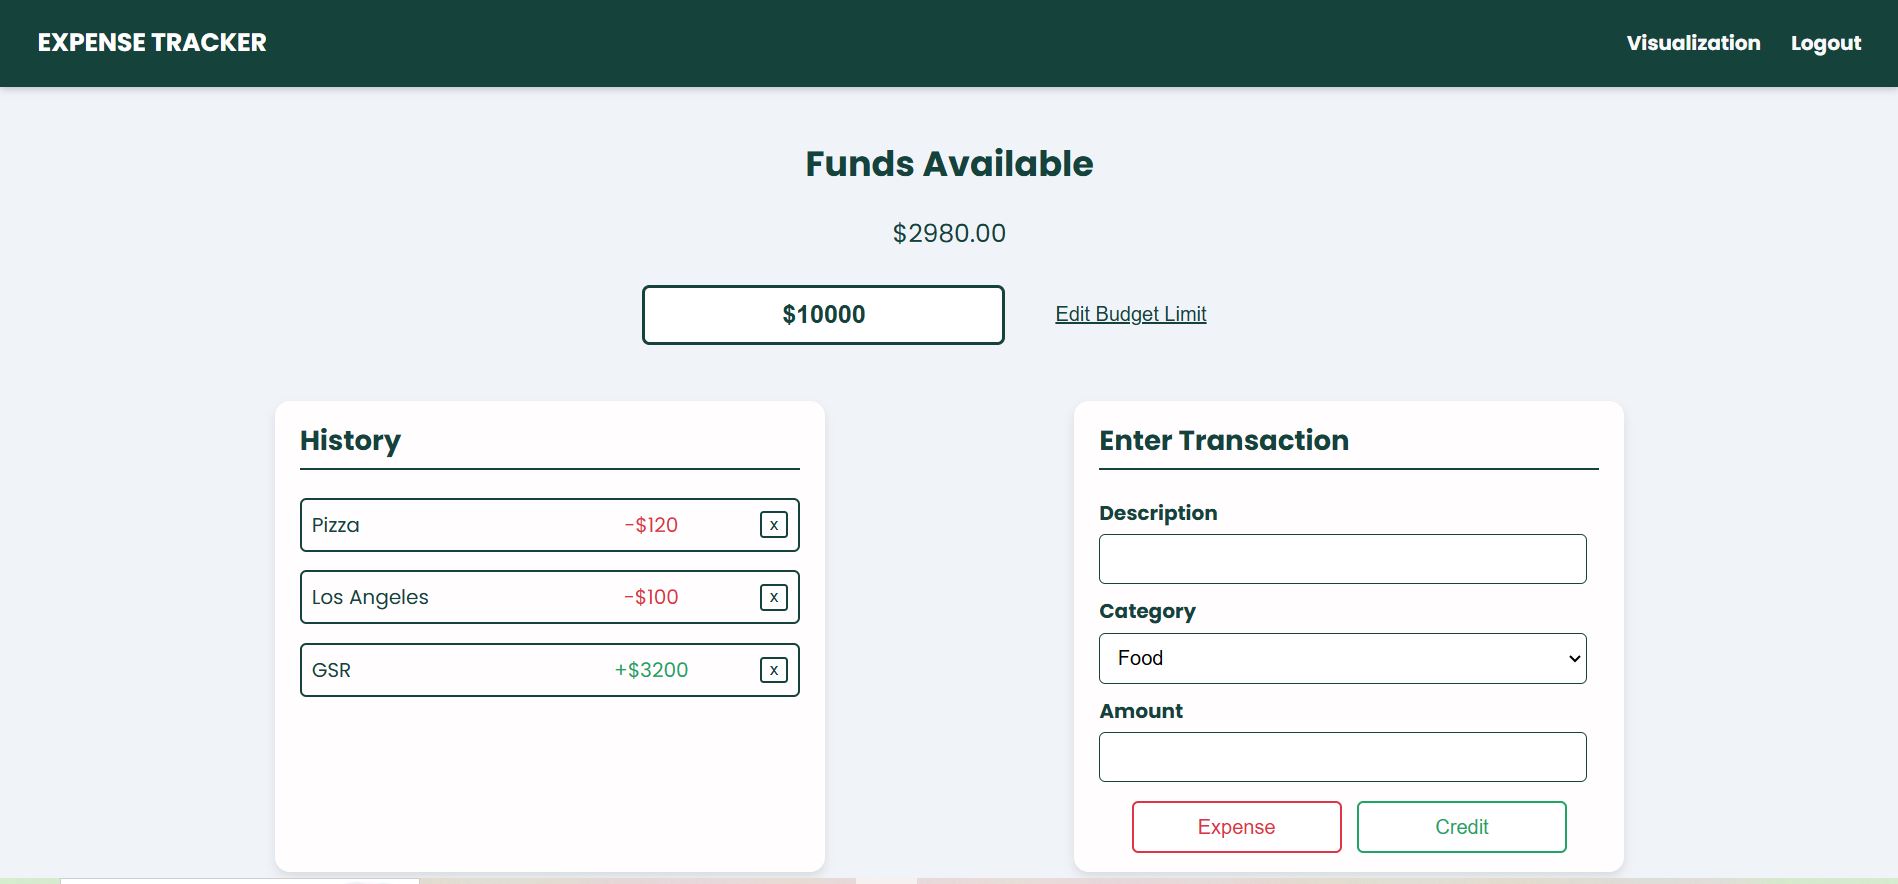 EXPENSE TRACKER
Visualization
Logout
Funds Available
$2980.00
$10000
Edit Budget Limit
History
Pizza -$120 x
Los Angeles -$100 x
GSR +$3200 x
Enter Transaction
Description
Category
Food
Amount
Expense
Credit